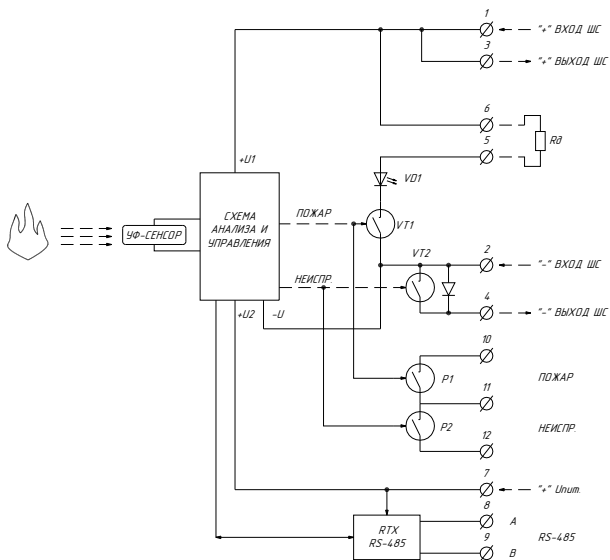 1
"+" ВХОД ШС
3
"+" ВЫХОД ШС
6
Rд
5
VD1
+U1
СХЕМА
АНАЛИЗА И
УПРАВЛЕНИЯ
ПОЖАР
VT1
УФ-СЕНСОР
VT2
2
"-" ВХОД ШС
НЕИСПР.
4
"-" ВЫХОД ШС
+U2
-U
10
P1
ПОЖАР
11
P2
НЕИСПР.
12
7
"+" Uпит.
8
A
RTX
RS-485
9
RS-485
B